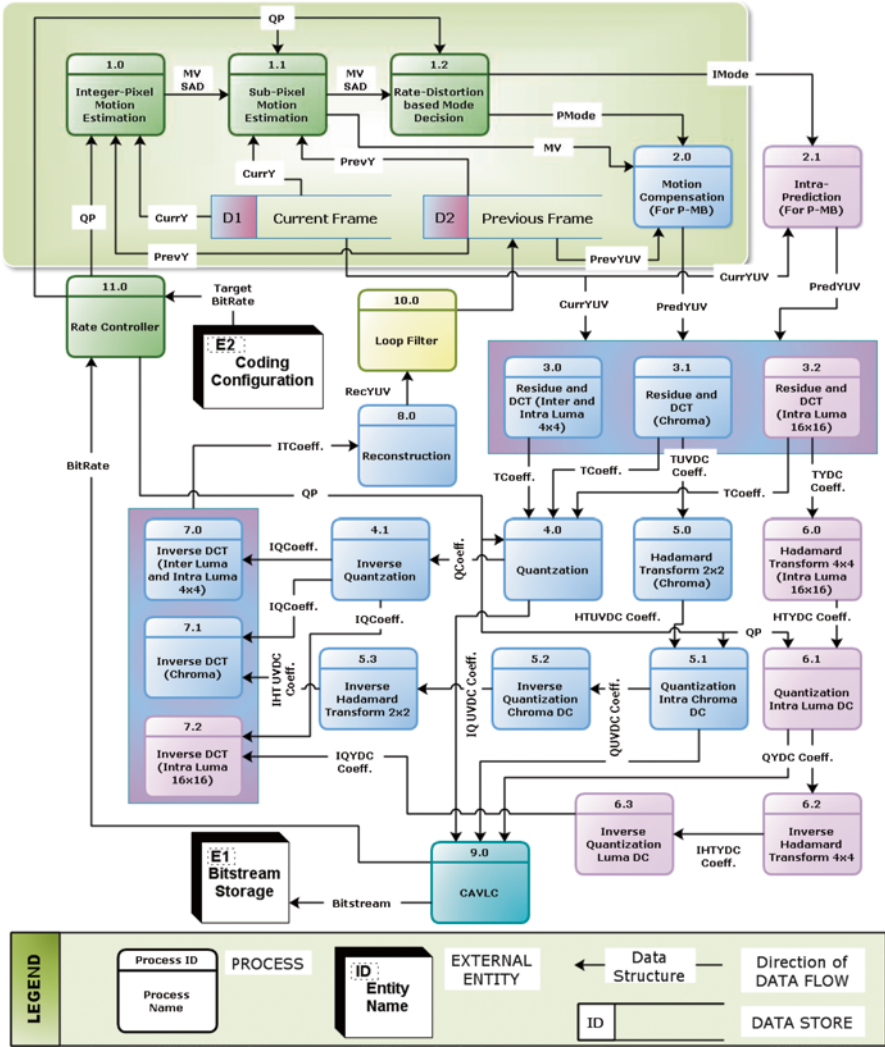 QP
1.0
Integer-Pixel
Motion
Estimation
MV
SAD
1.1
Sub-Pixel
Motion
Estimation
MV
SAD
1.2
Rate-Distortion
based Mode
Decision
IMode
PMode
MV
2.0
Motion
Compensation
(For P-MB)
2.1
Intra-
Prediction
(For P-MB)
QP
CurrY
CurrY
PrevY
D1
Current Frame
D2
Previous Frame
PrevY
PrevYUV
CurrYUV
CurrYUV
PredYUV
PredYUV
11.0
Rate Controller
Target
BitRate
E2
Coding
Configuration
10.0
Loop Filter
RecYUV
8.0
Reconstruction
3.0
Residue and
DCT (Inter and
Intra Luma
4x4)
3.1
Residue and
DCT
(Chroma)
3.2
Residue and
DCT
(Intra Luma
16x16)
BitRate
ITCoeff.
QP
TCoeff.
TCoeff.
TUVDC
Coeff.
TCoeff.
TYDC
Coeff.
7.0
Inverse DCT
(Inter Luma
and Intra Luma
4x4)
IQCoeff.
4.1
Inverse
Quantzation
QCoeff.
4.0
Quantzation
5.0
Hadamard
Transform 2x2
(Chroma)
6.0
Hadamard
Transform 4x4
(Intra Luma
16x16)
IQCoeff.
IQCoeff.
HTUVDC Coeff.
HTYDC Coeff.
QP
7.1
Inverse DCT
(Chroma)
IHTUVDC
Coeff.
5.3
Inverse
Hadamard
Transform 2x2
IQ UVDC Coeff.
5.2
Inverse
Quantization
Chroma DC
QUVDC Coeff.
5.1
Quantization
Intra Chroma
DC
6.1
Quantization
Intra Luma DC
7.2
Inverse DCT
(Intra Luma
16x16)
IQYDC
Coeff.
QYDC Coeff.
6.3
Inverse
Quantization
Luma DC
IHTYDC
Coeff.
6.2
Inverse
Hadamard
Transform 4x4
E1
Bitstream
Storage
Bitstream
9.0
CAVLC
LEGEND
Process ID
Process
Name
PROCESS
ID
Entity
Name
EXTERNAL
ENTITY
Data
Structure
Direction of
DATA FLOW
ID
DATA STORE